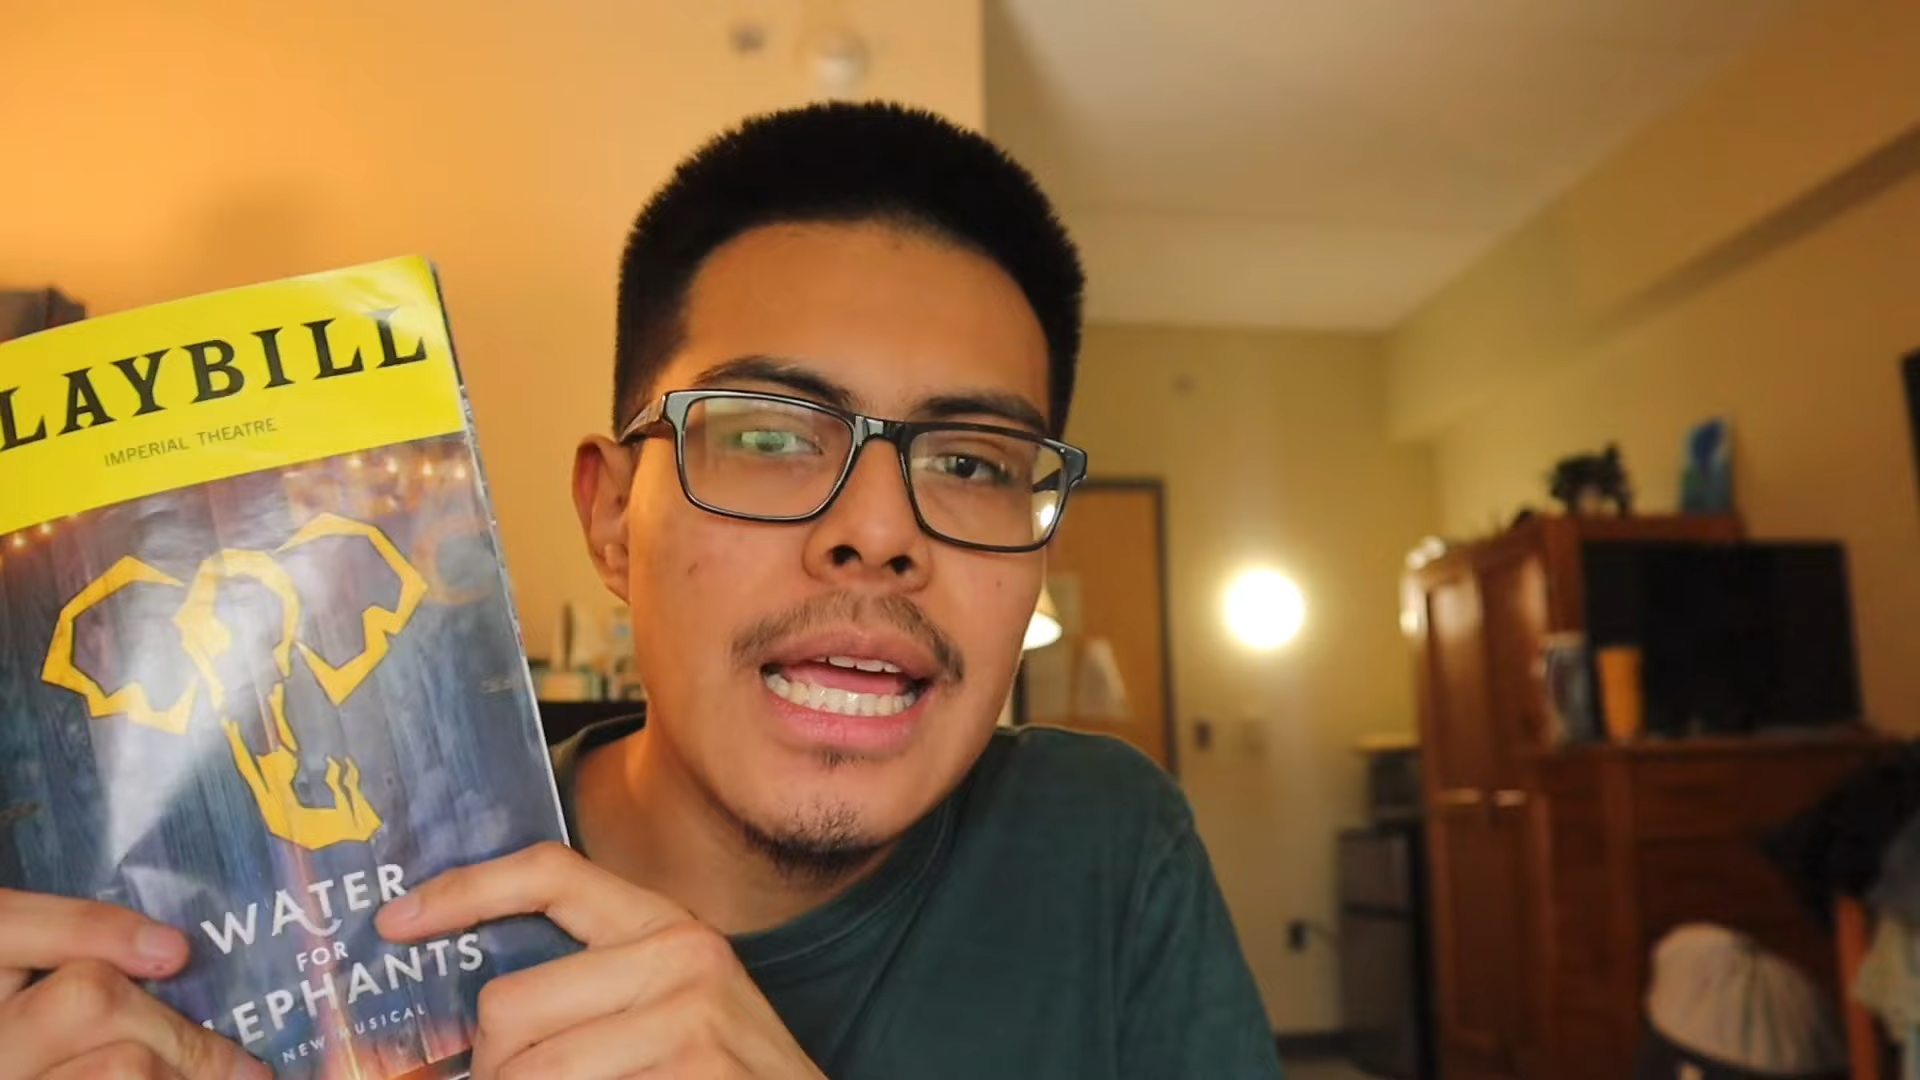 LAYBILL
IMPERIAL THEATRE
WATER
FOR
LEPHANTS
NEW MUSICAL